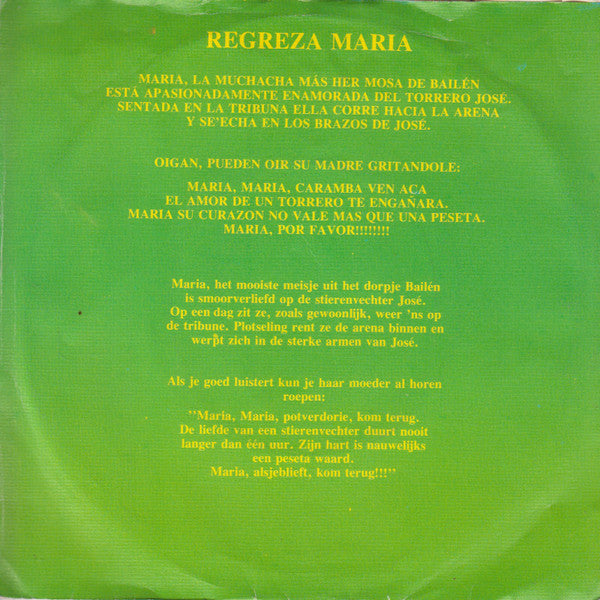 REGREZA MARIA
MARIA, LA MUCHACHA MÁS HER MOSA DE BAILÉN
ESTÁ APASIONADAMENTE ENAMORADA DEL TORRERO JOSÉ.
SENTADA EN LA TRIBUNA ELLA CORRE HACIA LA ARENA
Y SE'ECHA EN LOS BRAZOS DE JOSÉ.
OIGAN, PUEDEN OIR SU MADRE GRITANDOLE:
MARIA, MARIA, CARAMBA VEN ACA
EL AMOR DE UN TORRERO TE ENGAÑARA.
MARIA SU CURAZON NO VALE MAS QUE UNA PESETA.
MARIA, POR FAVOR!!!!!!!!
Maria, het mooiste meisje uit het dorpje Bailén
is smoorverliefd op de stierenvechter José.
Op een dag zit ze, zoals gewoonlijk, weer 'ns op
de tribune. Plotseling rent ze de arena binnen en
werpt zich in de sterke armen van José.
Als je goed luistert kun je haar moeder al horen
roepen:
''Maria, Maria, potverdorie, kom terug.
De liefde van een stierenvechter duurt nooit
langer dan één uur. Zijn hart is nauwelijks
een peseta waard.
Maria, alsjeblieft, kom terug!!!''